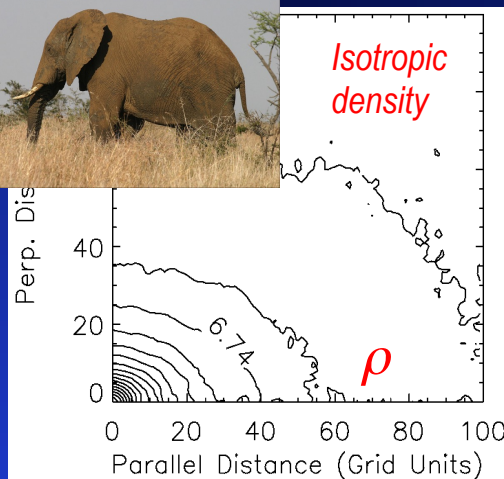 Isotropic
density
Perp. Dis
40
20
0
6.74
ρ
0 20 40 60 80 100
Parallel Distance (Grid Units)